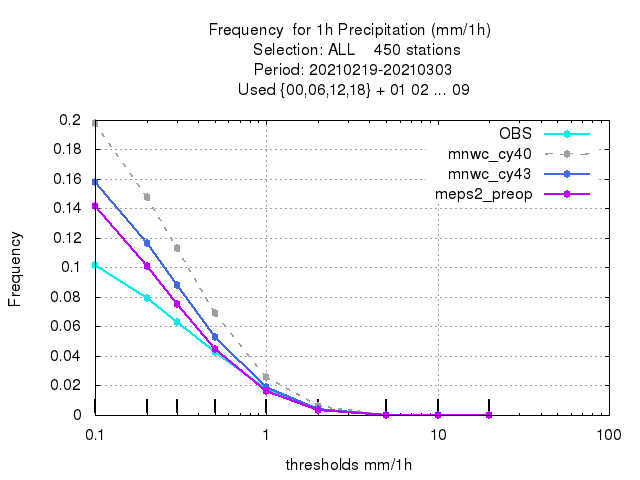 Frequency  for 1h Precipitation (mm/1h)
Selection: ALL    450 stations
Period: 20210219-20210303
Used {00,06,12,18} + 01 02 ... 09
OBS
mnwc_cy40
mnwc_cy43
meps2_preop
0.2
0.18
0.16
0.14
0.12
0.1
0.08
0.06
0.04
0.02
0
Frequency
0.1 1 10 100
thresholds mm/1h